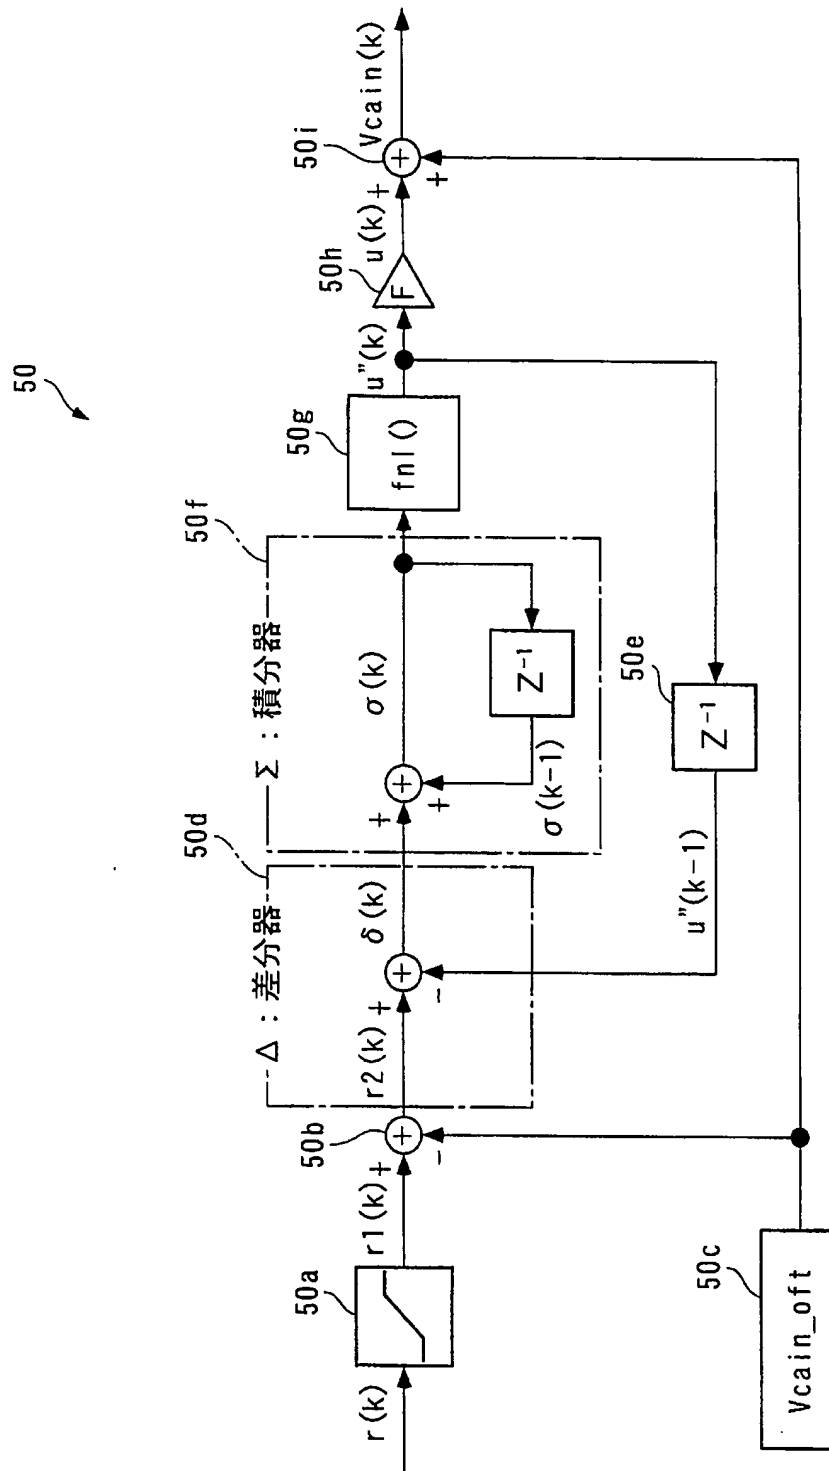 50
r(k)
50a
r1(k)
+
-
50b
+
Δ:差分器
50d
r2(k)
+
-
+
δ(k)
Σ:積分器
50f
+
+
+
σ(k)
Z⁻¹
σ(k-1)
50g
fnl()
u"(k)
50h
F
u(k)
+
+
50i
+
Vcain(k)
50e
Z⁻¹
u"(k-1)
50c
Vcain_oft